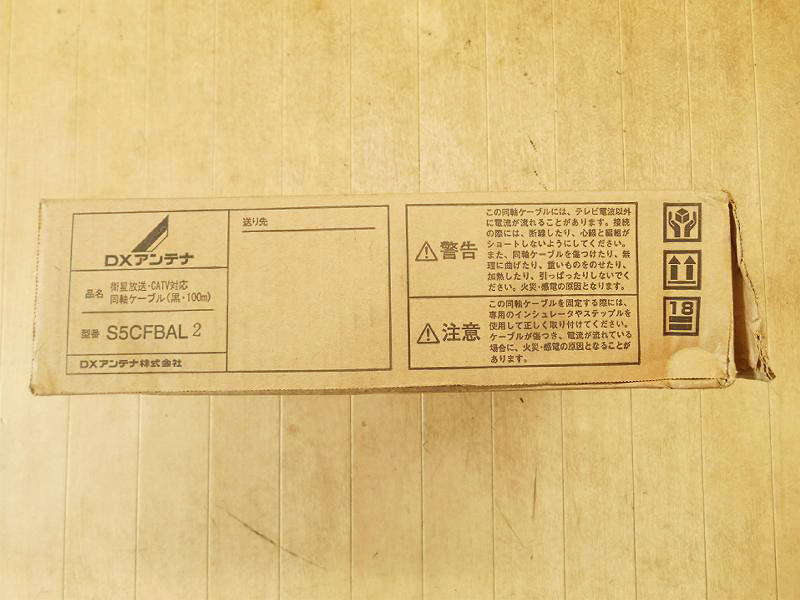 DXアンテナ
品名
衛星放送・CATV対応
同軸ケーブル(黒・100m)
型番 S5CFBAL 2
DXアンテナ株式会社
送り先
警告
この同軸ケーブルには、テレビ電波以外
に電流が流れることがあります。接続
の際には、断線したり、心線と編組が
ショートしないようにしてください。
また、同軸ケーブルを傷つけたり、無
理に曲げたり、重いものをのせたり、
加熱したり、引っぱったりしないでく
ださい。火災・感電の原因となります。
注意
この同軸ケーブルを固定する際には、
専用のインシュレータやステップルを
使用して正しく取り付けてください。
ケーブルが傷つき、電流が流れている
場合に、火災・感電の原因となることが
あります。
18